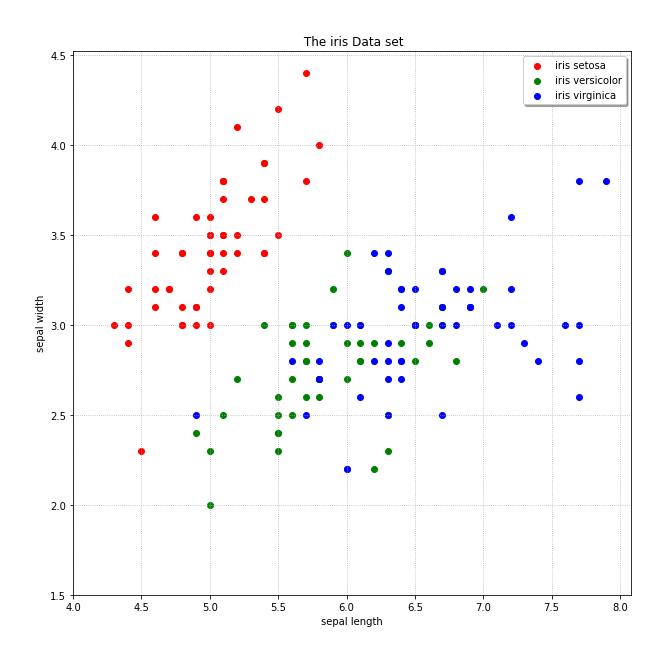 The iris Data set
4.5
4.0
3.5
3.0
2.5
2.0
1.5
sepal width
iris setosa
iris versicolor
iris virginica
4.0 4.5 5.0 5.5 6.0 6.5 7.0 7.5 8.0
sepal length